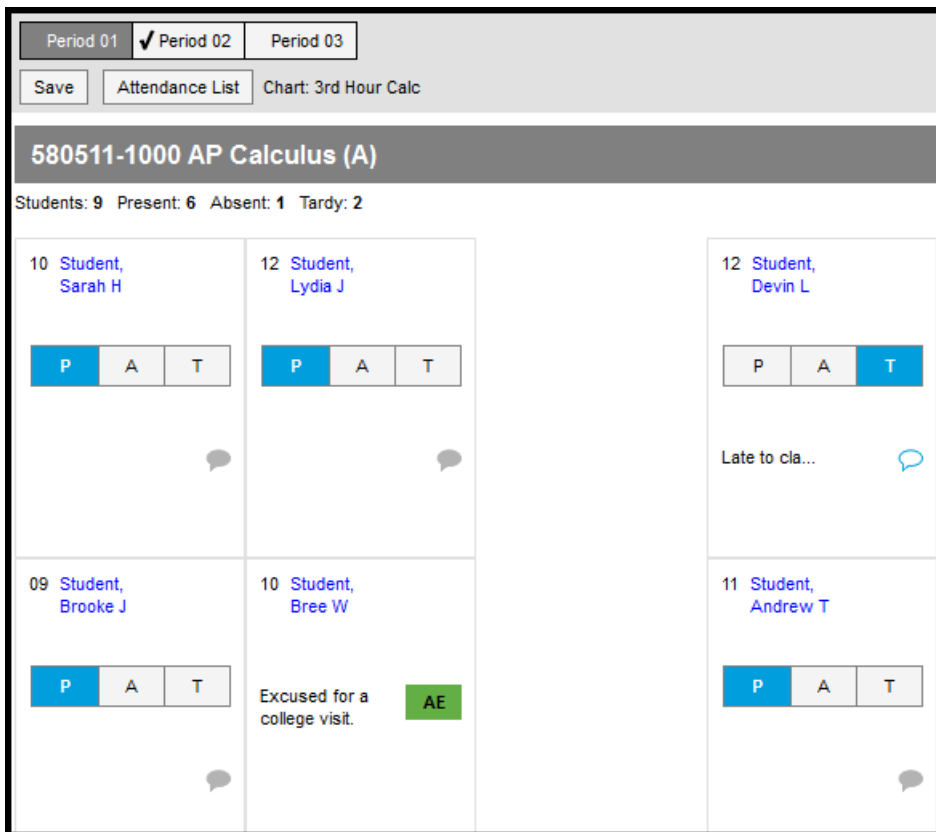 Period 01 ✓ Period 02 Period 03
Save Attendance List Chart: 3rd Hour Calc
580511-1000 AP Calculus (A)
Students: 9 Present: 6 Absent: 1 Tardy: 2
10 Student,
Sarah H
P A T
12 Student,
Lydia J
P A T
12 Student,
Devin L
P A T
Late to cla...
09 Student,
Brooke J
P A T
10 Student,
Bree W
Excused for a
college visit.
AE
11 Student,
Andrew T
P A T